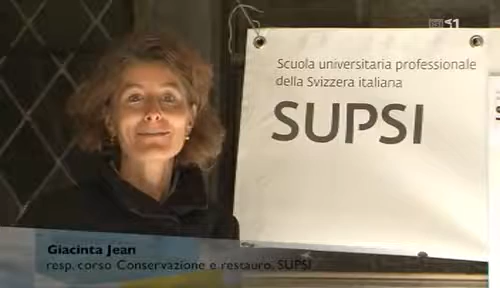 Scuola universitaria professionale
della Svizzera italiana
SUPSI
Giacinta Jean
resp. corso Conservazione e restauro, SUPSI